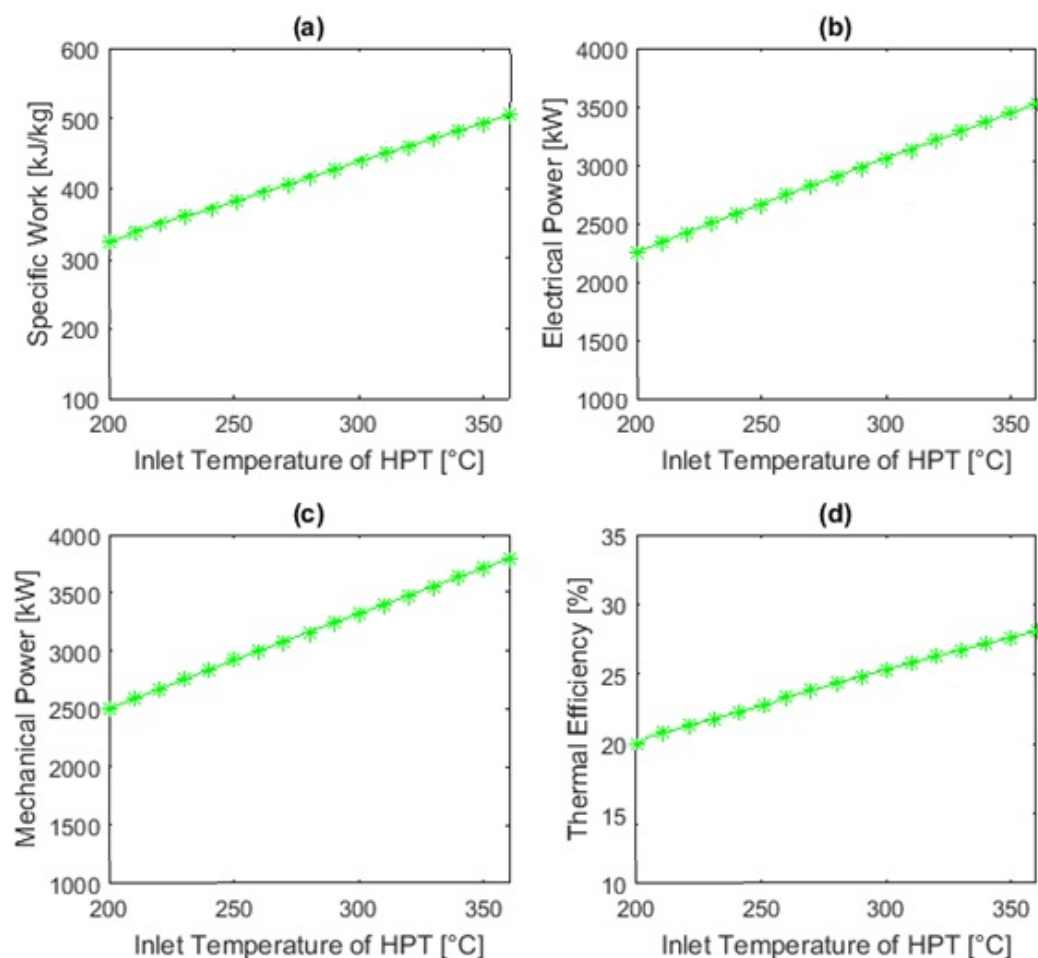 (a)
600
500
400
300
200
100
Specific Work [kJ/kg]
200 250 300 350
Inlet Temperature of HPT [°C]
(b)
4000
3500
3000
2500
2000
1500
1000
Electrical Power [kW]
200 250 300 350
Inlet Temperature of HPT [°C]
(c)
4000
3500
3000
2500
2000
1500
1000
Mechanical Power [kW]
200 250 300 350
Inlet Temperature of HPT [°C]
(d)
35
30
25
20
15
10
Thermal Efficiency [%]
200 250 300 350
Inlet Temperature of HPT [°C]